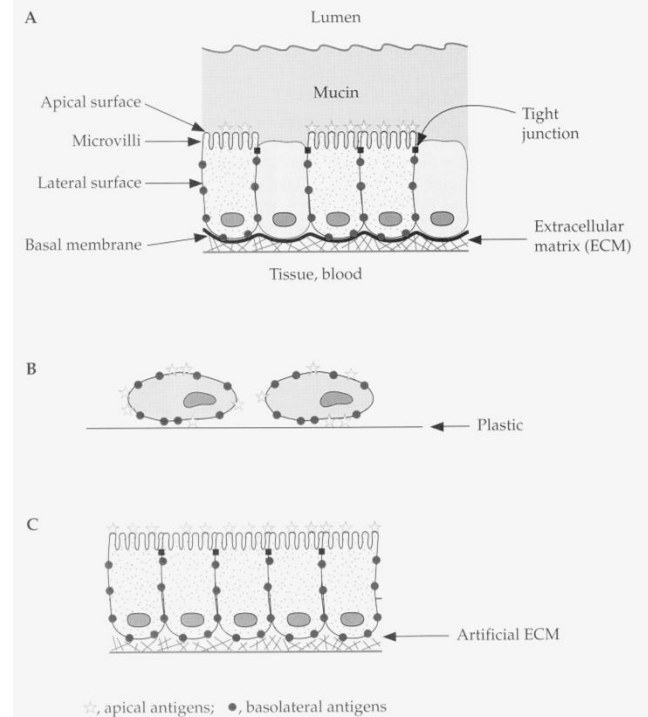 A
Lumen
Mucin
Apical surface
Microvilli
Lateral surface
Basal membrane
Tight
junction
Extracellular
matrix (ECM)
Tissue, blood
B
Plastic
C
Artificial ECM
☆, apical antigens; ●, basolateral antigens